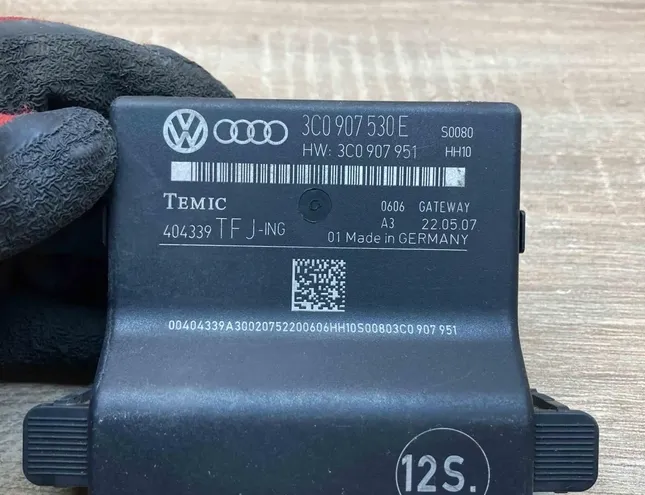 3C0 907 530 E S0080
HW: 3C0 907 951 HH10
TEMIC 0606 GATEWAY
404339 TFJ-ING A3 22.05.07
01 Made in GERMANY
00404339A30020752200606HH10S00803C0 907 951
12S.